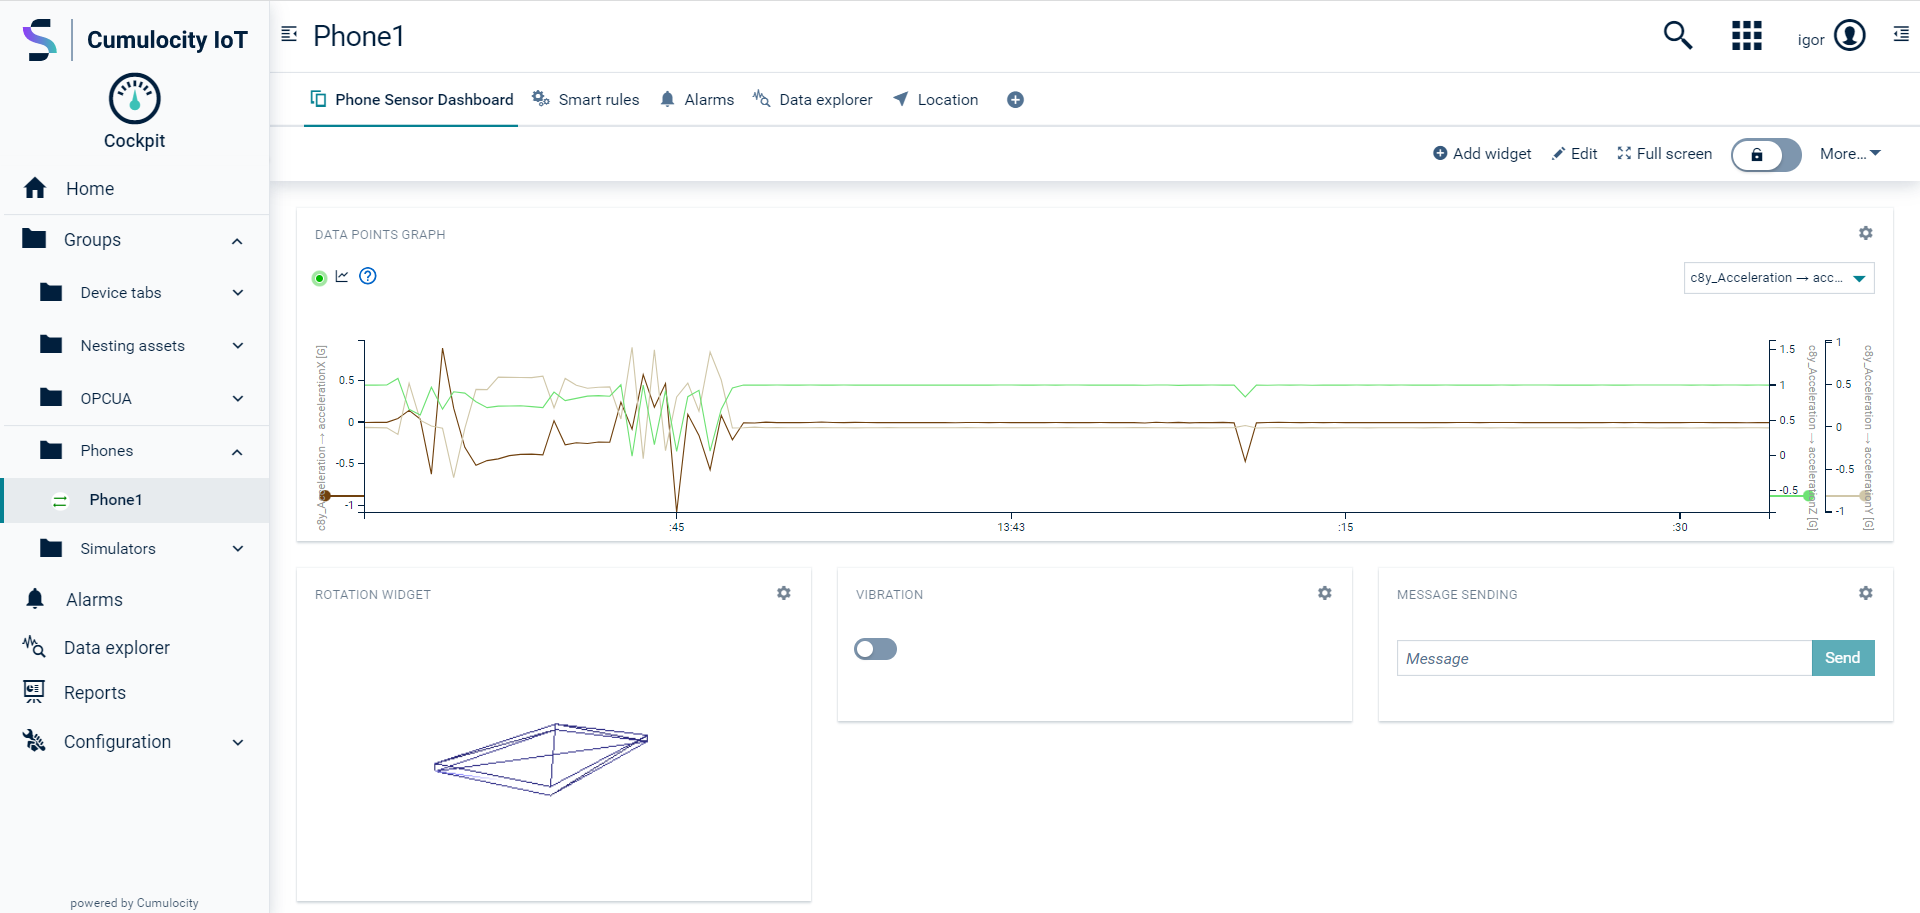 Cumulocity IoT
Cockpit
Home
Groups
Device tabs
Nesting assets
OPCUA
Phones
Phone1
Simulators
Alarms
Data explorer
Reports
Configuration
powered by Cumulocity
Phone1
igor
Phone Sensor Dashboard
Smart rules
Alarms
Data explorer
Location
Add widget
Edit
Full screen
More...
DATA POINTS GRAPH
c8y_Acceleration → acc...
c8y_Acceleration → accelerationX [G]
0.5
0
-0.5
-1
:45
13:43
:15
:30
1.5
1
0.5
0
-0.5
c8y_Acceleration → accelerationZ [G]
1
0.5
0
-0.5
-1
c8y_Acceleration → accelerationY [G]
ROTATION WIDGET
VIBRATION
MESSAGE SENDING
Message
Send